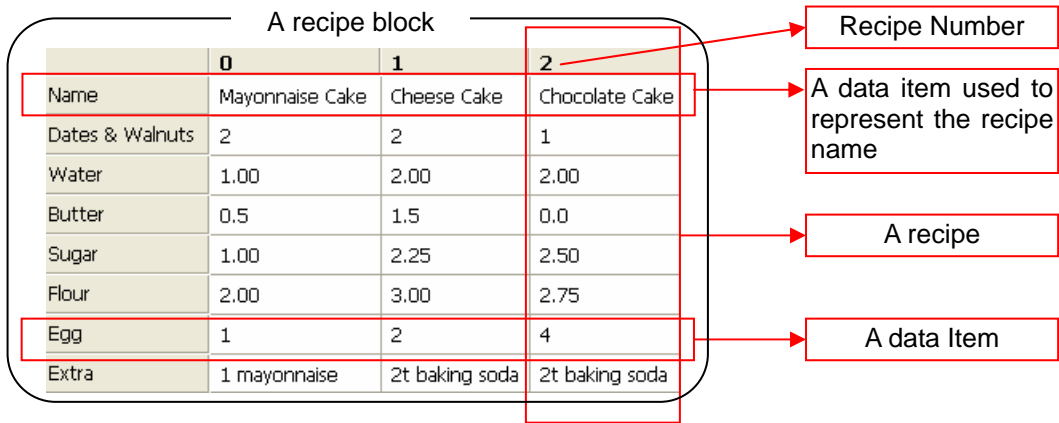 A recipe block
0 1 2
Name Mayonnaise Cake Cheese Cake Chocolate Cake
Dates & Walnuts 2 2 1
Water 1.00 2.00 2.00
Butter 0.5 1.5 0.0
Sugar 1.00 2.25 2.50
Flour 2.00 3.00 2.75
Egg 1 2 4
Extra 1 mayonnaise 2t baking soda 2t baking soda
Recipe Number
A data item used to
represent the recipe
name
A recipe
A data Item